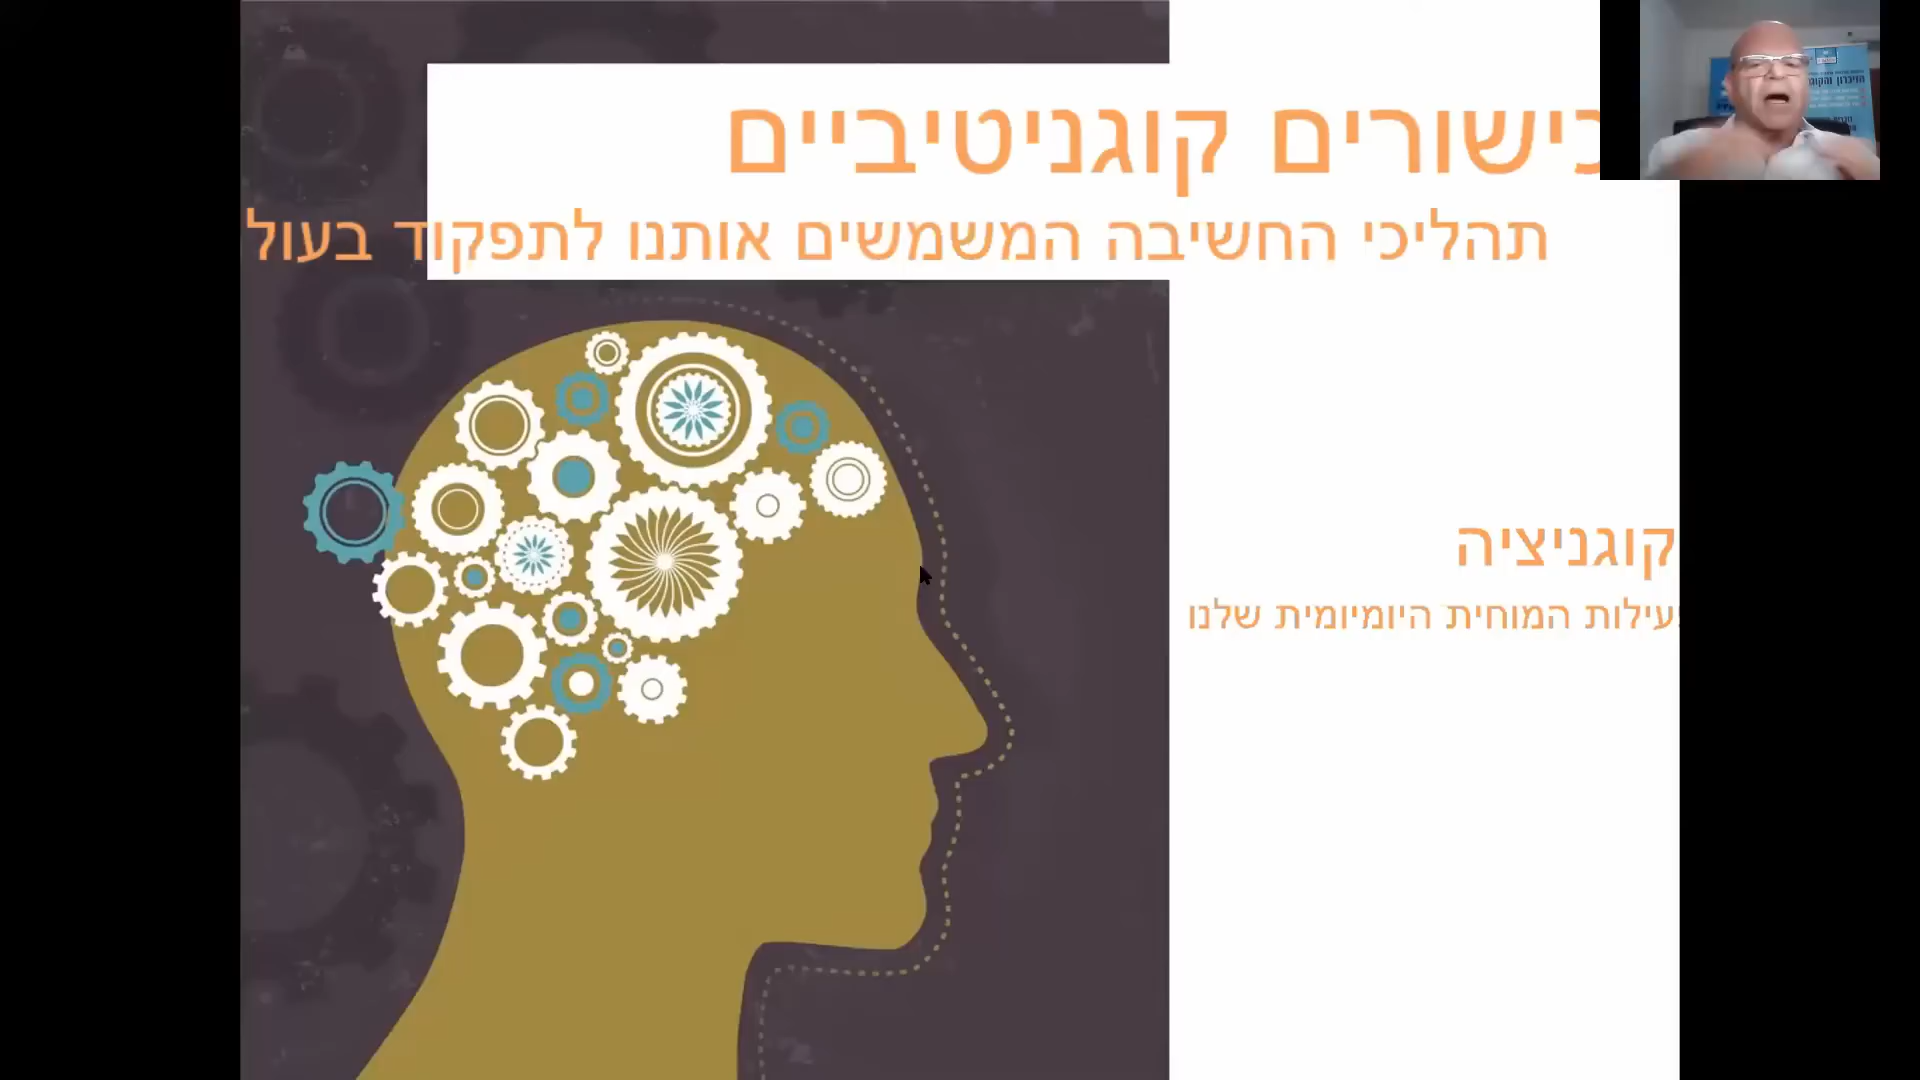 כישורים קוגניטיביים
תהליכי החשיבה המשמשים אותנו לתפקוד בעול
קוגניציה
עילות המוחית היומיומית שלנו